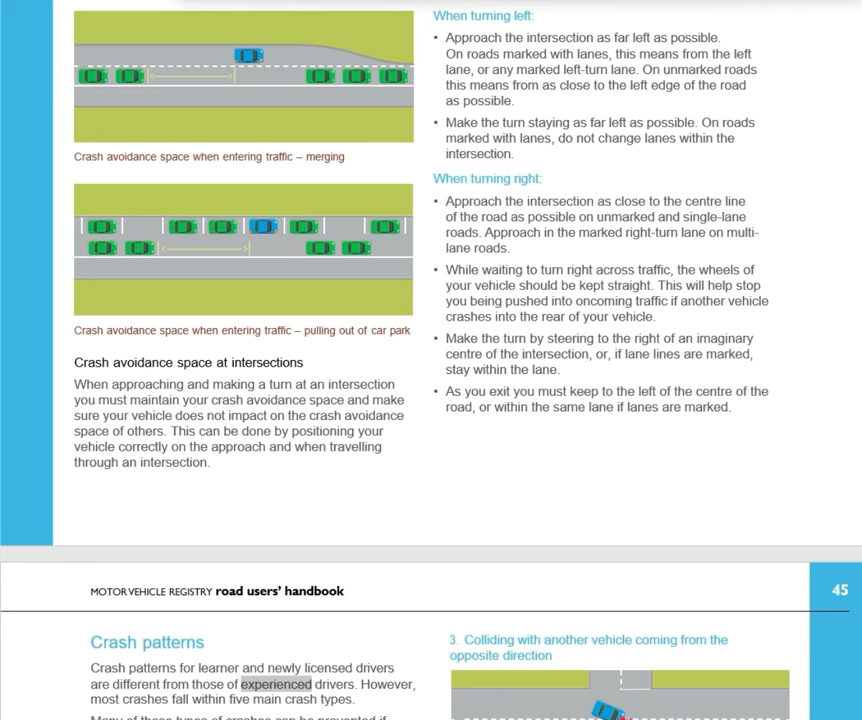 Crash avoidance space when entering traffic – merging
Crash avoidance space when entering traffic – pulling out of car park
Crash avoidance space at intersections
When approaching and making a turn at an intersection
you must maintain your crash avoidance space and make
sure your vehicle does not impact on the crash avoidance
space of others. This can be done by positioning your
vehicle correctly on the approach and when travelling
through an intersection.
When turning left:
• Approach the intersection as far left as possible.
On roads marked with lanes, this means from the left
lane, or any marked left-turn lane. On unmarked roads
this means from as close to the left edge of the road
as possible.
• Make the turn staying as far left as possible. On roads
marked with lanes, do not change lanes within the
intersection.
When turning right:
• Approach the intersection as close to the centre line
of the road as possible on unmarked and single-lane
roads. Approach in the marked right-turn lane on multi-
lane roads.
• While waiting to turn right across traffic, the wheels of
your vehicle should be kept straight. This will help stop
you being pushed into oncoming traffic if another vehicle
crashes into the rear of your vehicle.
• Make the turn by steering to the right of an imaginary
centre of the intersection, or, if lane lines are marked,
stay within the lane.
• As you exit you must keep to the left of the centre of the
road, or within the same lane if lanes are marked.
MOTOR VEHICLE REGISTRY road users' handbook
45
Crash patterns
Crash patterns for learner and newly licensed drivers
are different from those of experienced drivers. However,
most crashes fall within five main crash types.
Many of these types of crashes can be prevented if
3. Colliding with another vehicle coming from the
opposite direction